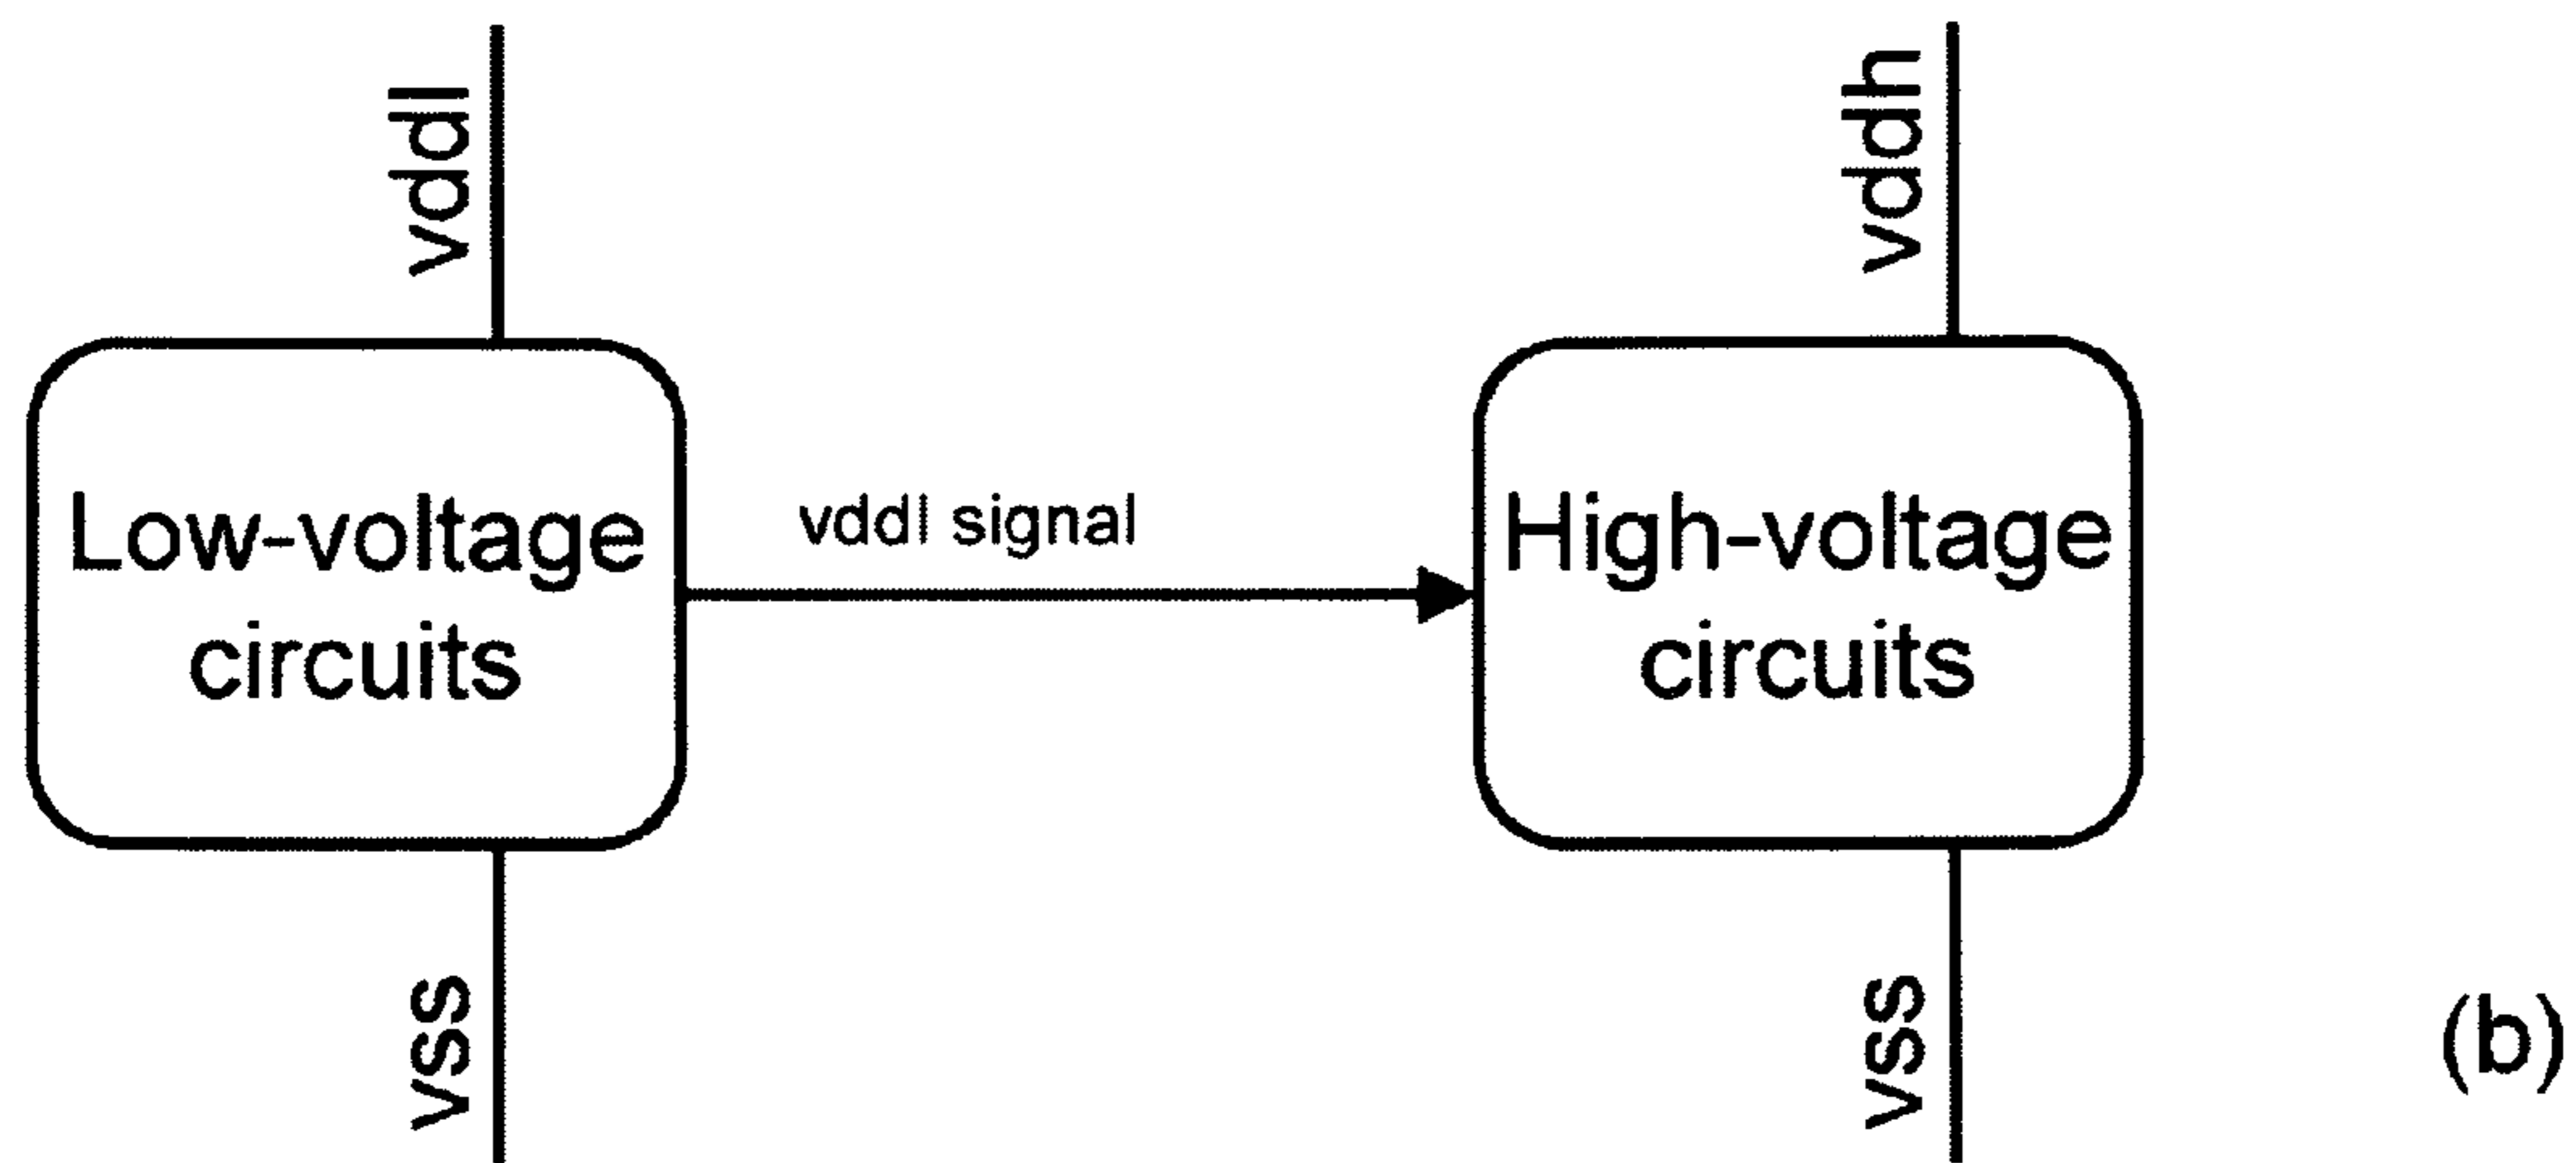 vddl
vddh
Low-voltage
circuits
vddl signal
High-voltage
circuits
vss
vss
(b)